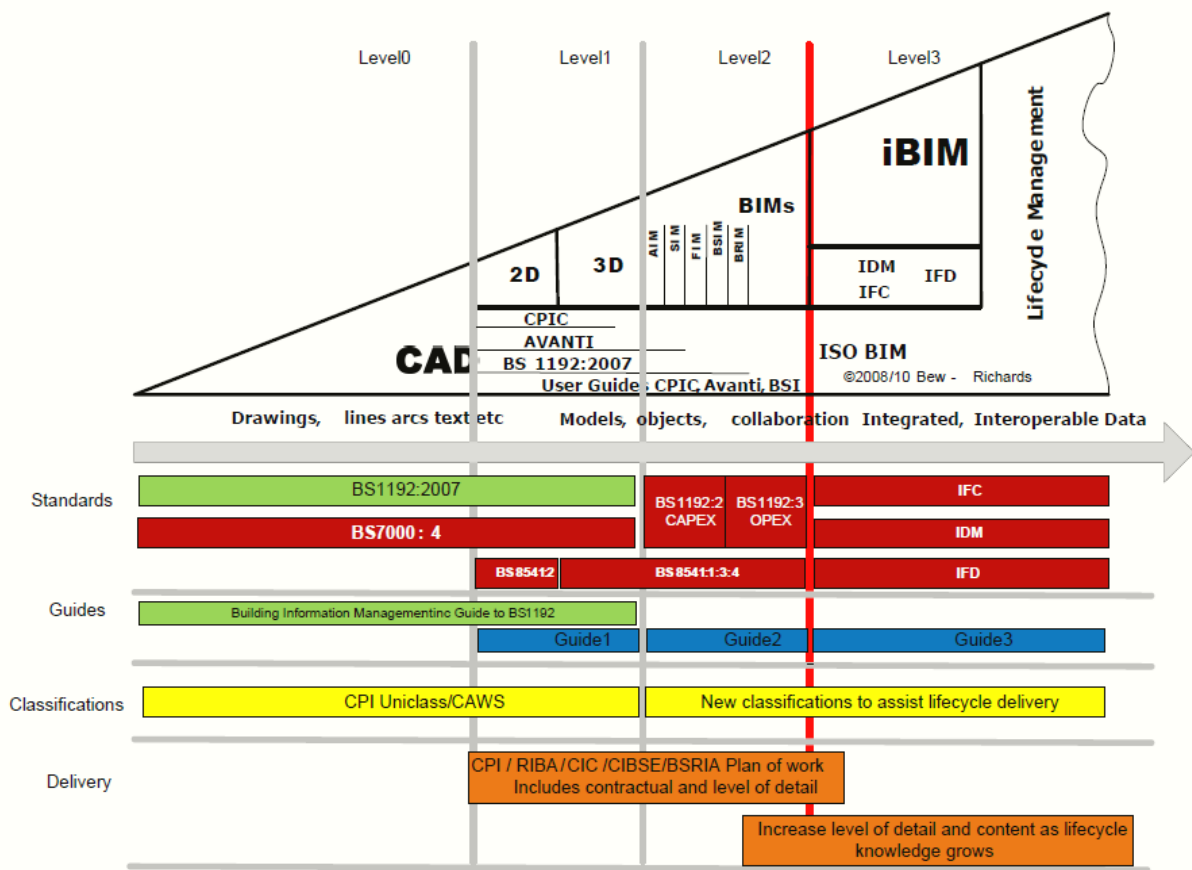 Level0 Level1 Level2 Level3
iBIM
Lifecycle Management
BIMs
AIM
SIM
FIM
BSIM
BRIM
2D
3D
IDM
IFD
IFC
CPIC
AVANTI
CAD
BS 1192:2007
ISO BIM
User Guides CPIC, Avanti, BSI
©2008/10 Bew - Richards
Drawings, lines arcs text etc Models, objects, collaboration Integrated, Interoperable Data
Standards
BS1192:2007
BS1192:2
CAPEX
BS1192:3
OPEX
IFC
BS7000 : 4
IDM
BS8541:2
BS8541:1:3:4
IFD
Guides
Building Information Managementinc Guide to BS1192
Guide1
Guide2
Guide3
Classifications
CPI Uniclass/CAWS
New classifications to assist lifecycle delivery
Delivery
CPI / RIBA / CIC /CIBSE/BSRIA Plan of work
Includes contractual and level of detail
Increase level of detail and content as lifecycle
knowledge grows